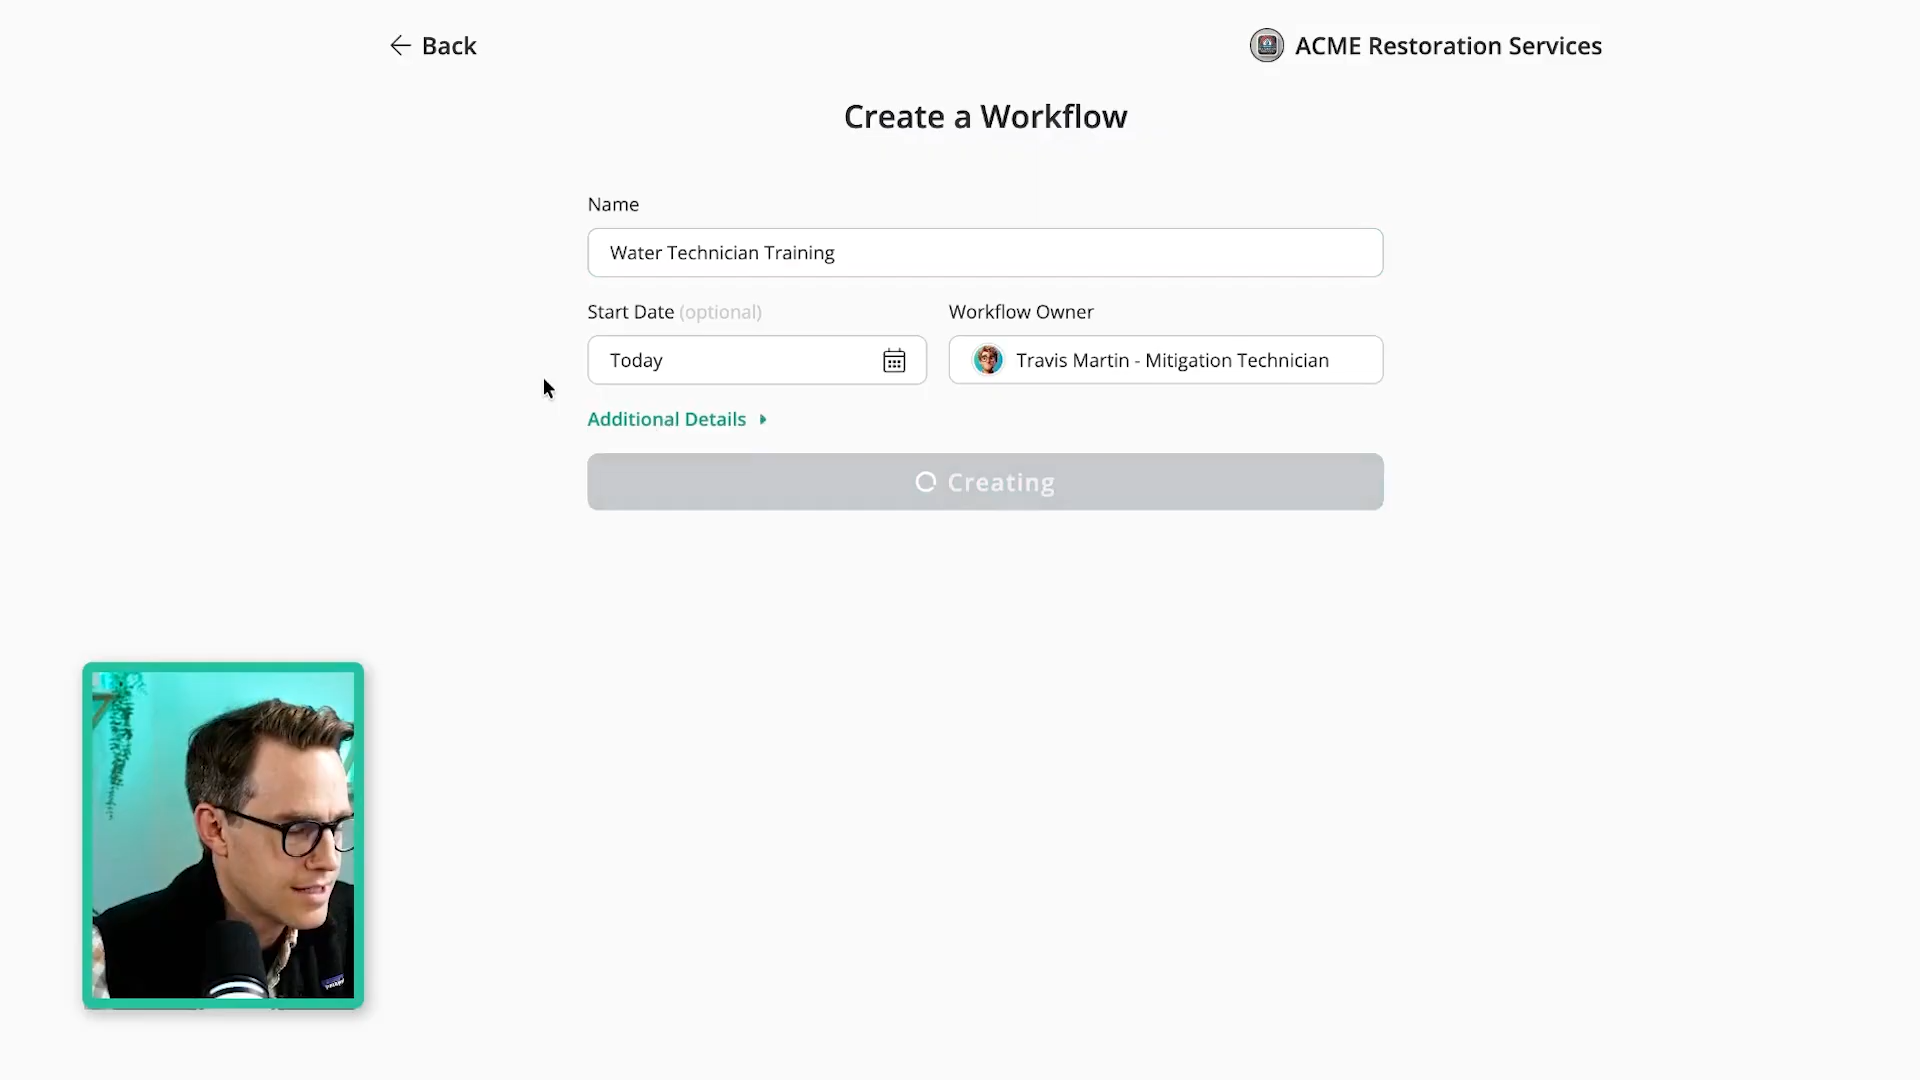 Back
ACME Restoration Services
Create a Workflow
Name
Water Technician Training
Start Date (optional)
Workflow Owner
Today
Travis Martin - Mitigation Technician
Additional Details
Creating